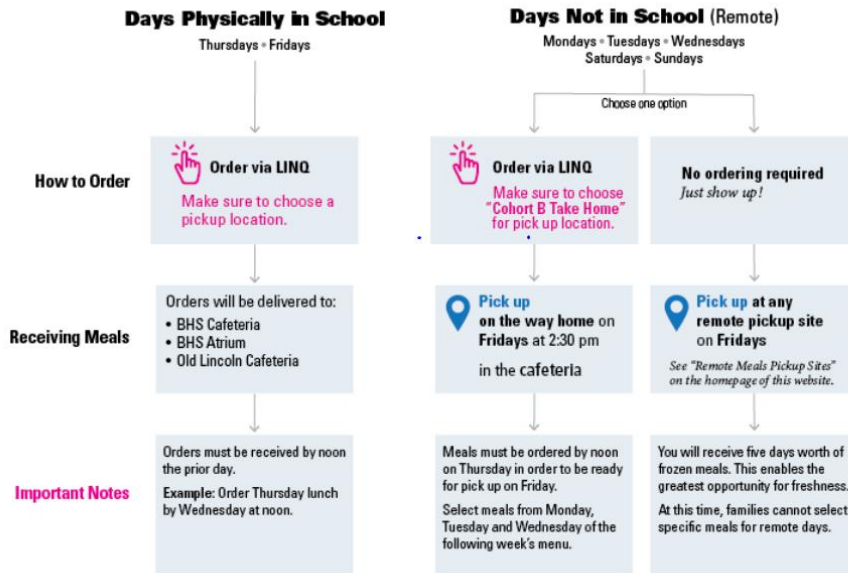 Days Physically in School
Thursdays • Fridays
Days Not in School (Remote)
Mondays • Tuesdays • Wednesdays
Saturdays • Sundays
Choose one option
How to Order
Order via LINQ
Make sure to choose a
pickup location.
Order via LINQ
Make sure to choose
"Cohort B Take Home"
for pick up location.
No ordering required
Just show up!
Receiving Meals
Orders will be delivered to:
• BHS Cafeteria
• BHS Atrium
• Old Lincoln Cafeteria
Pick up
on the way home on
Fridays at 2:30 pm
in the cafeteria
Pick up at any
remote pickup site
on Fridays
See "Remote Meals Pickup Sites"
on the homepage of this website.
Important Notes
Orders must be received by noon
the prior day.
Example: Order Thursday lunch
by Wednesday at noon.
Meals must be ordered by noon
on Thursday in order to be ready
for pick up on Friday.
Select meals from Monday,
Tuesday and Wednesday of the
following week's menu.
You will receive five days worth of
frozen meals. This enables the
greatest opportunity for freshness.
At this time, families cannot select
specific meals for remote days.